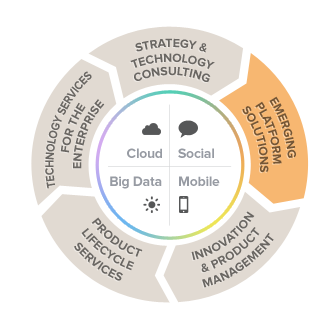 STRATEGY &
TECHNOLOGY
CONSULTING
EMERGING
PLATFORM
SOLUTIONS
INNOVATION
& PRODUCT
MANAGEMENT
PRODUCT
LIFECYCLE
SERVICES
TECHNOLOGY SERVICES
FOR THE
ENTERPRISE
Cloud
Social
Big Data
Mobile